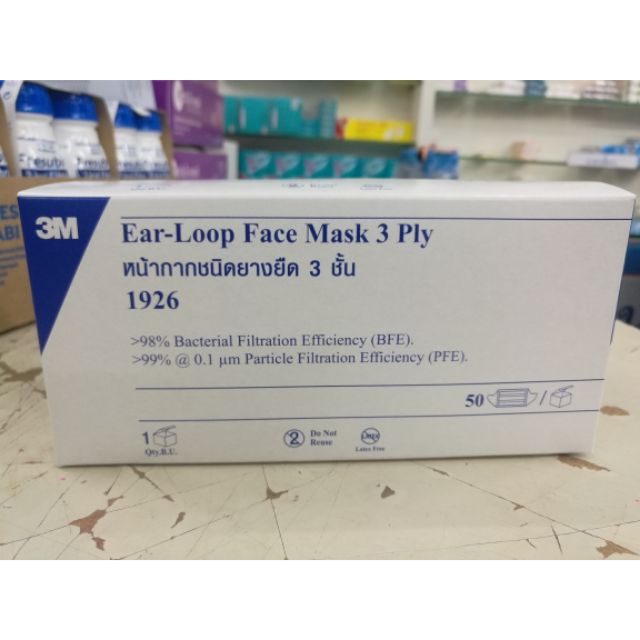 3M
Ear-Loop Face Mask 3 Ply
หน้ากากชนิดยางยืด 3 ชั้น
1926
>98% Bacterial Filtration Efficiency (BFE).
>99% @ 0.1 µm Particle Filtration Efficiency (PFE).
50 /
1
Qty.B.U.
2 Do Not
Reuse
Latex
Latex Free